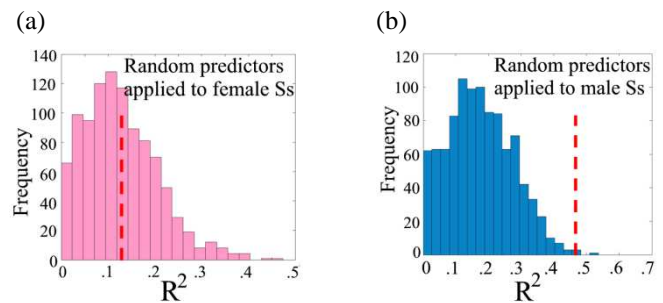 (a)
Random predictors
applied to female Ss
Frequency
140
120
100
80
60
40
20
0
0 .1 .2 .3 .4 .5
R²
(b)
Random predictors
applied to male Ss
Frequency
120
100
80
60
40
20
0
0 .1 .2 .3 .4 .5 .6 .7
R²